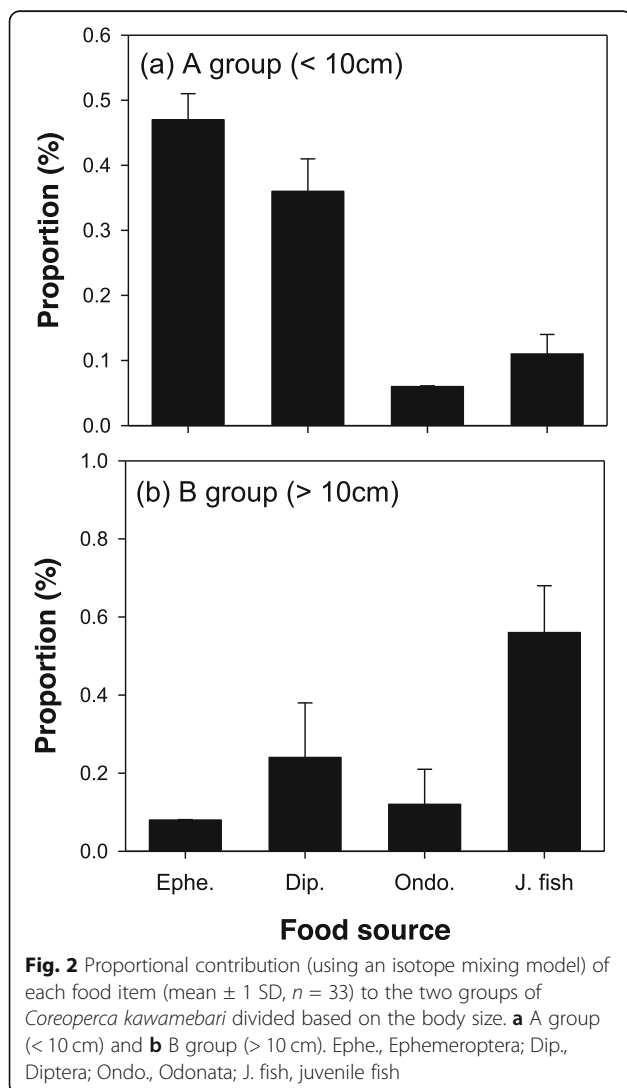 0.6
(a) A group (< 10cm)
0.5
0.4
Proportion (%)
0.3
0.2
0.1
0.0
1.0
(b) B group (> 10cm)
0.8
0.6
Proportion (%)
0.4
0.2
0.0
Ephe. Dip. Ondo. J. fish
Food source
Fig. 2 Proportional contribution (using an isotope mixing model) of
each food item (mean ± 1 SD, n = 33) to the two groups of
Coreoperca kawamebari divided based on the body size. a A group
(< 10 cm) and b B group (> 10 cm). Ephe., Ephemeroptera; Dip.,
Diptera; Ondo., Odonata; J. fish, juvenile fish